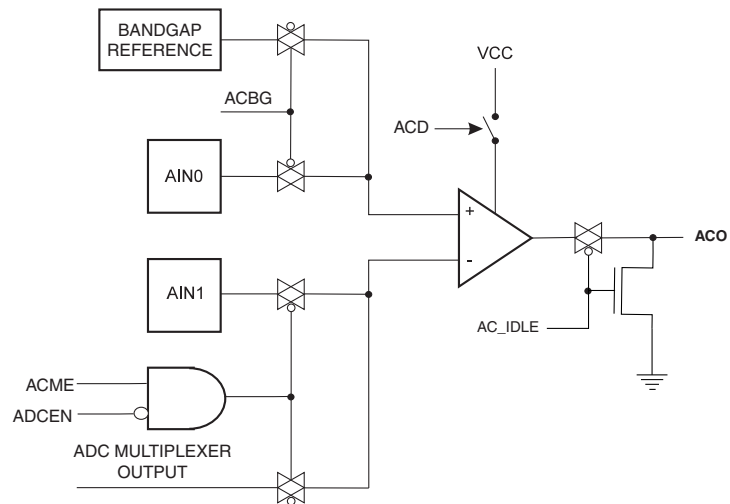 BANDGAP
REFERENCE
VCC
ACBG
ACD
AIN0
+
ACO
-
AIN1
AC_IDLE
ACME
ADCEN
ADC MULTIPLEXER
OUTPUT